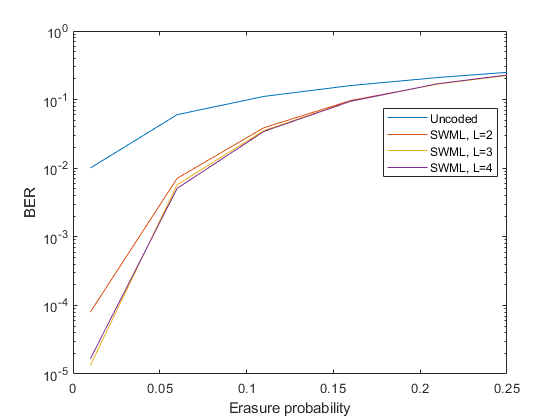 10^0
10^-1
10^-2
10^-3
10^-4
10^-5
BER
Uncoded
SWML, L=2
SWML, L=3
SWML, L=4
0 0.05 0.1 0.15 0.2 0.25
Erasure probability